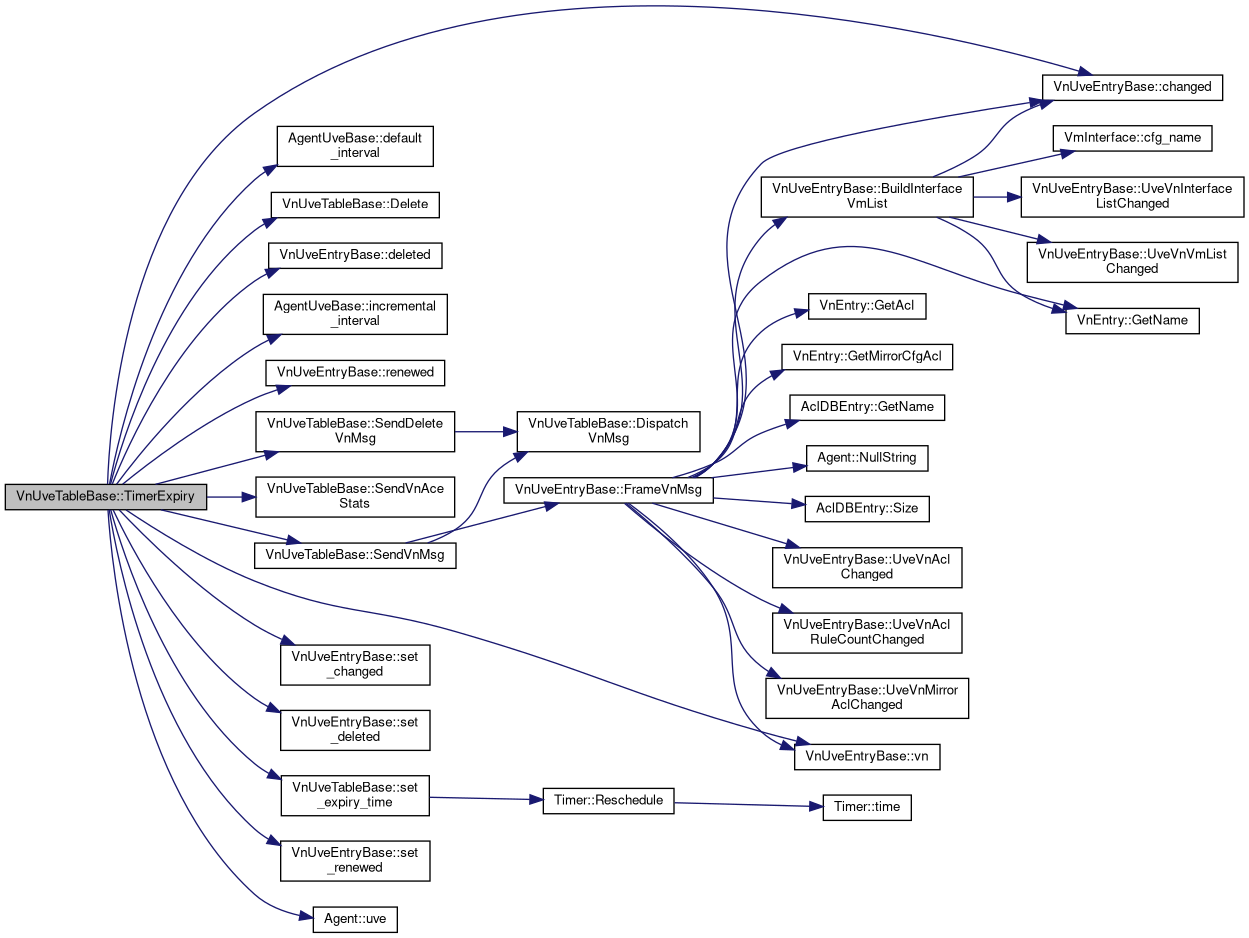 VnUveTableBase::TimerExpiry
AgentUveBase::default
_interval
VnUveTableBase::Delete
VnUveEntryBase::deleted
AgentUveBase::incremental
_interval
VnUveEntryBase::renewed
VnUveTableBase::SendDelete
VnMsg
VnUveTableBase::SendVnAce
Stats
VnUveTableBase::SendVnMsg
VnUveEntryBase::set
_changed
VnUveEntryBase::set
_deleted
VnUveTableBase::set
_expiry_time
VnUveEntryBase::set
_renewed
Agent::uve
VnUveTableBase::Dispatch
VnMsg
VnUveEntryBase::FrameVnMsg
Timer::Reschedule
VnUveEntryBase::BuildInterface
VmList
VnEntry::GetAcl
VnEntry::GetMirrorCfgAcl
AclDBEntry::GetName
Agent::NullString
AclDBEntry::Size
VnUveEntryBase::UveVnAcl
Changed
VnUveEntryBase::UveVnAcl
RuleCountChanged
VnUveEntryBase::UveVnMirror
AclChanged
VnUveEntryBase::vn
Timer::time
VnUveEntryBase::changed
VmInterface::cfg_name
VnUveEntryBase::UveVnInterface
ListChanged
VnUveEntryBase::UveVnVmList
Changed
VnEntry::GetName